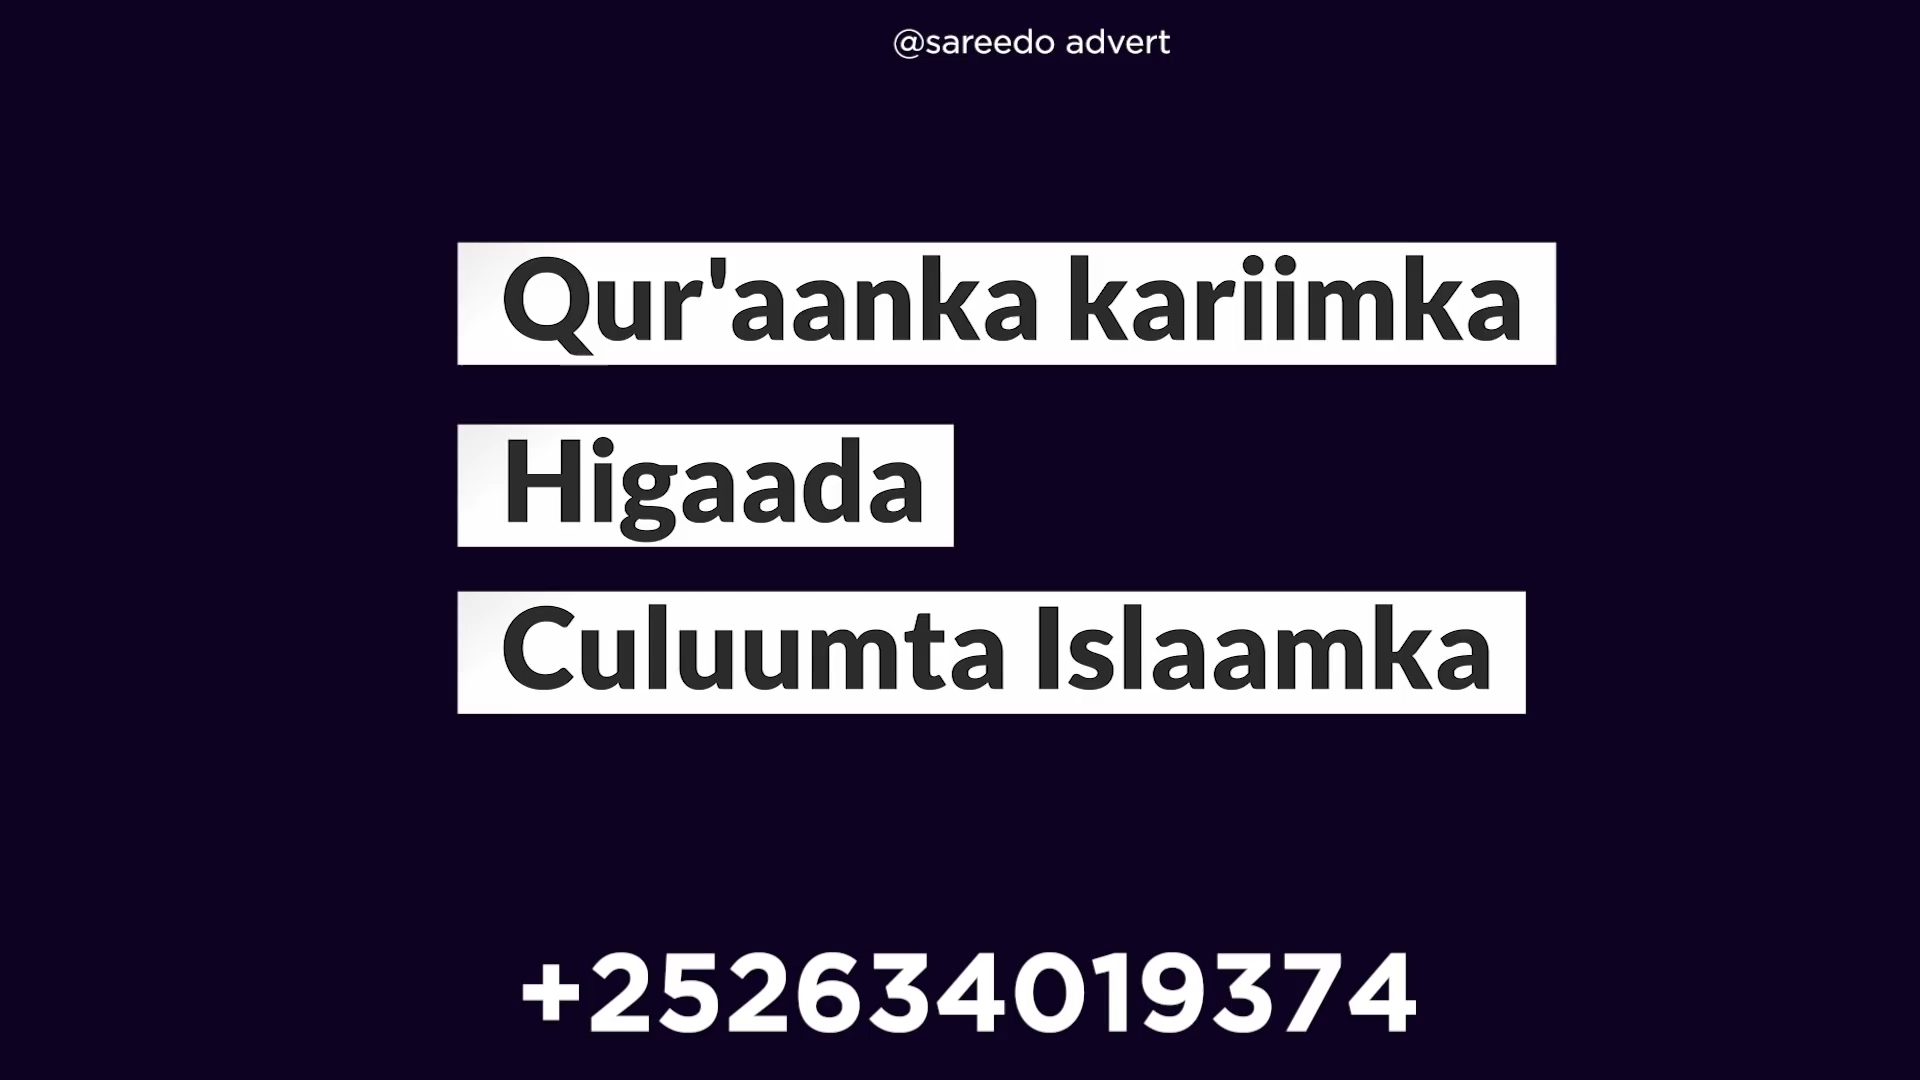 @sareedo advert
Qur'aanka kariimka
Higaada
Culuumta Islaamka
+252634019374